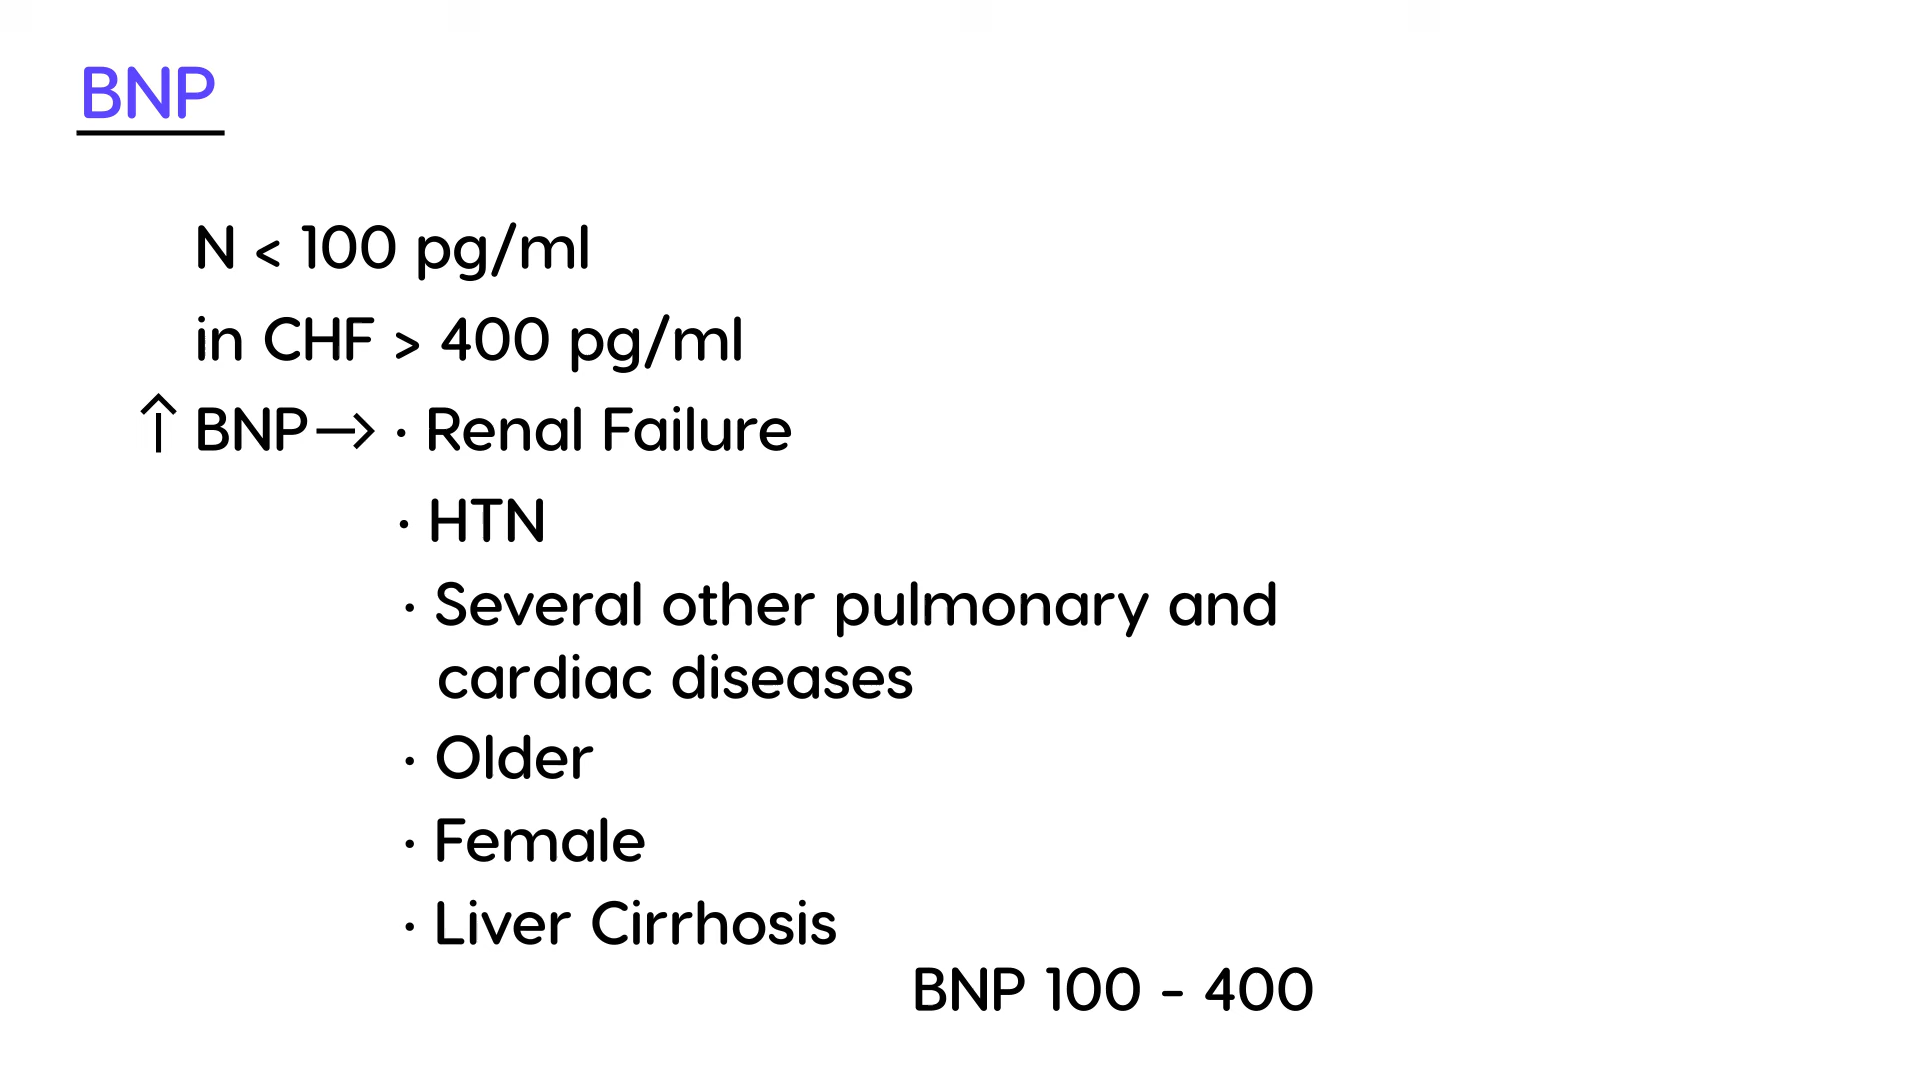 BNP
N < 100 pg/ml
in CHF > 400 pg/ml
↑ BNP → · Renal Failure
· HTN
· Several other pulmonary and
cardiac diseases
· Older
· Female
· Liver Cirrhosis
BNP 100 - 400